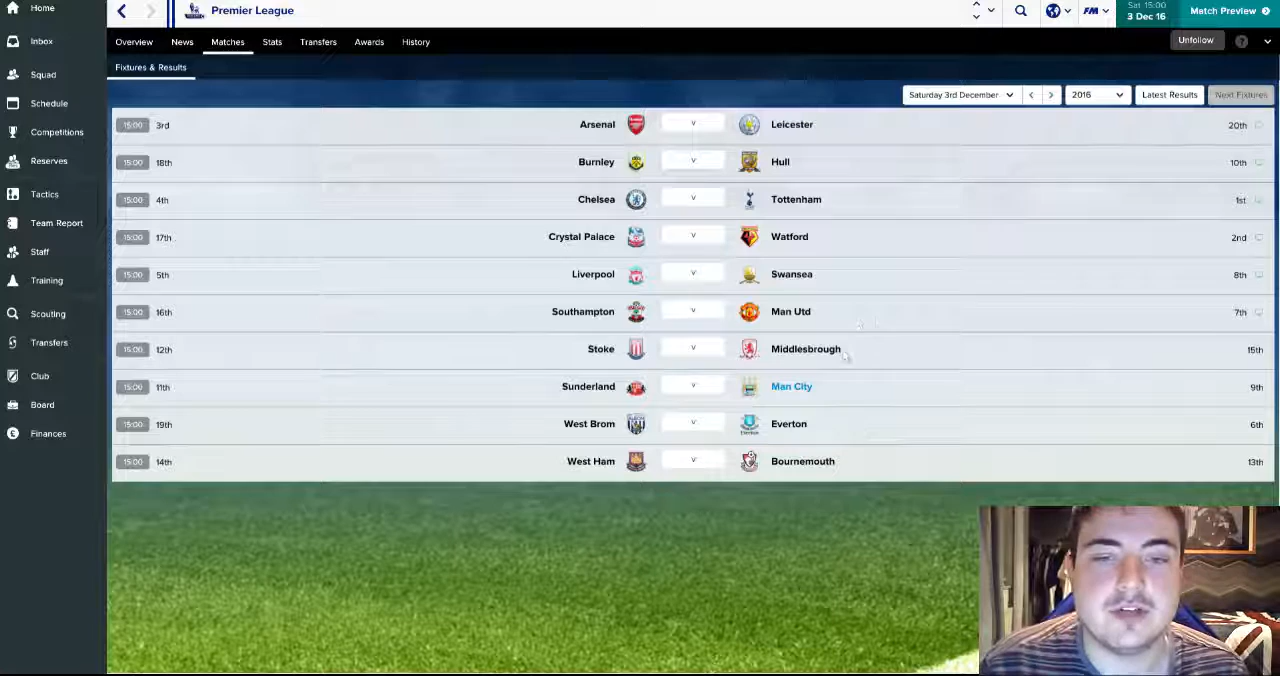 Home
Premier League
FM
Sat 15:00
3 Dec 16
Match Preview
Inbox
Overview News Matches Stats Transfers Awards History
Unfollow ?
Squad
Fixtures & Results
Schedule
Saturday 3rd December < > 2016 Latest Results Next Fixtures
Competitions
Reserves
Tactics
Team Report
Staff
Training
Scouting
Transfers
Club
Board
Finances
15:00 3rd Arsenal v Leicester 20th
15:00 18th Burnley v Hull 10th
15:00 4th Chelsea v Tottenham 1st
15:00 17th Crystal Palace v Watford 2nd
15:00 5th Liverpool v Swansea 8th
15:00 16th Southampton v Man Utd 7th
15:00 12th Stoke v Middlesbrough 15th
15:00 11th Sunderland v Man City 9th
15:00 19th West Brom v Everton 6th
15:00 14th West Ham v Bournemouth 13th